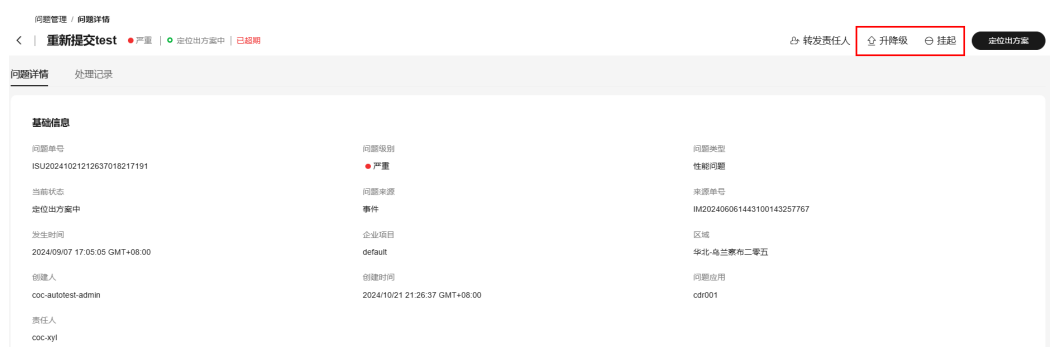 问题管理 / 问题详情
重新提交test 严重 定位出方案中 已超期 转发责任人 升降级 挂起 定位出方案
问题详情 处理记录
基础信息
问题单号 问题级别 问题类型
ISU20241021212637018217191 严重 性能问题
当前状态 问题来源 来源单号
定位出方案中 事件 IM202406061443100143257767
发生时间 企业项目 区域
2024/09/07 17:05:05 GMT+08:00 default 华北-乌兰察布二零五
创建人 创建时间 问题应用
coc-autotest-admin 2024/10/21 21:26:37 GMT+08:00 cdr001
责任人
coc-xyl